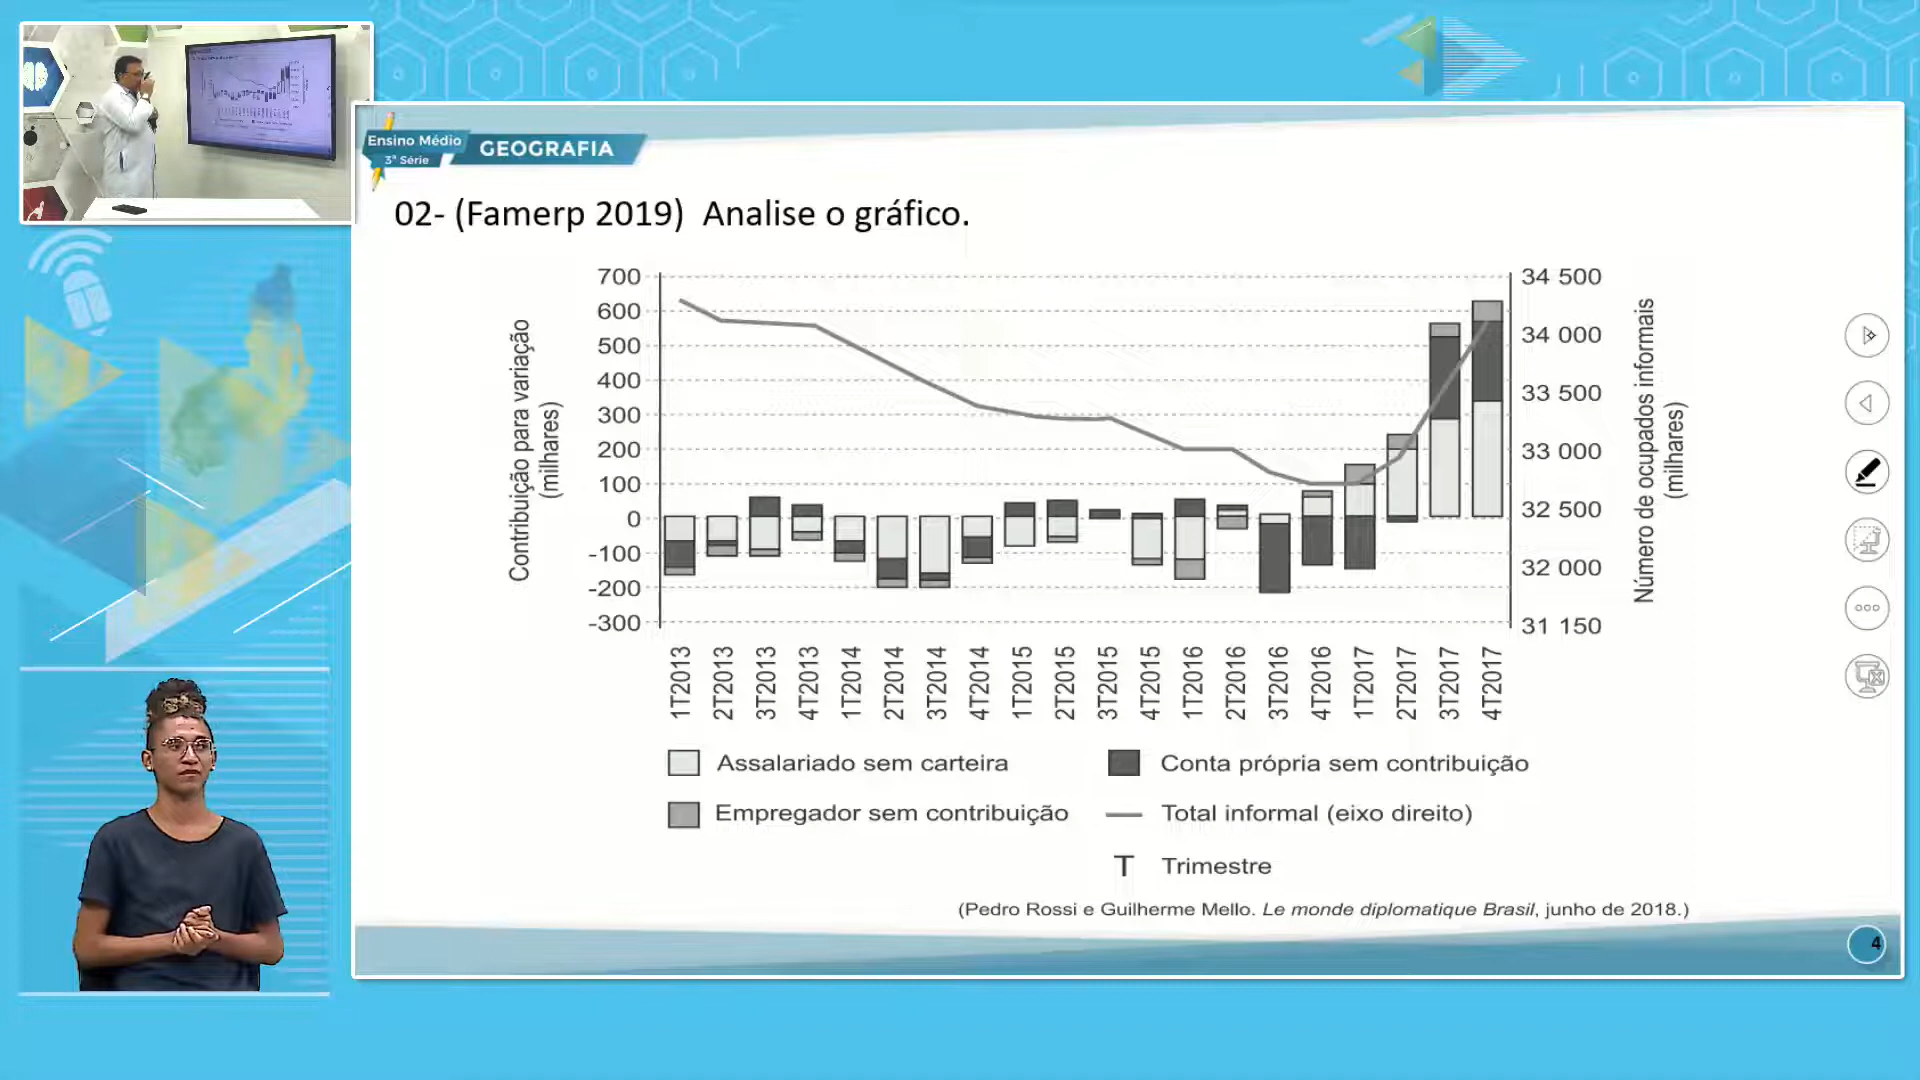 Ensino Médio
3ª Série
GEOGRAFIA
02- (Famerp 2019)  Analise o gráfico.
Contribuição para variação
(milhares)
700
600
500
400
300
200
100
0
-100
-200
-300
34 500
34 000
33 500
33 000
32 500
32 000
31 150
Número de ocupados informais
(milhares)
1T2013
2T2013
3T2013
4T2013
1T2014
2T2014
3T2014
4T2014
1T2015
2T2015
3T2015
4T2015
1T2016
2T2016
3T2016
4T2016
1T2017
2T2017
3T2017
4T2017
Assalariado sem carteira
Conta própria sem contribuição
Empregador sem contribuição
Total informal (eixo direito)
T Trimestre
(Pedro Rossi e Guilherme Mello. Le monde diplomatique Brasil, junho de 2018.)
4